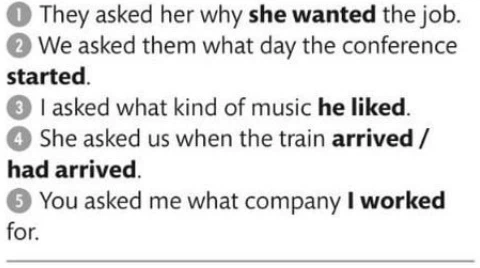 1 They asked her why she wanted the job.
2 We asked them what day the conference
started.
3 I asked what kind of music he liked.
4 She asked us when the train arrived /
had arrived.
5 You asked me what company I worked
for.